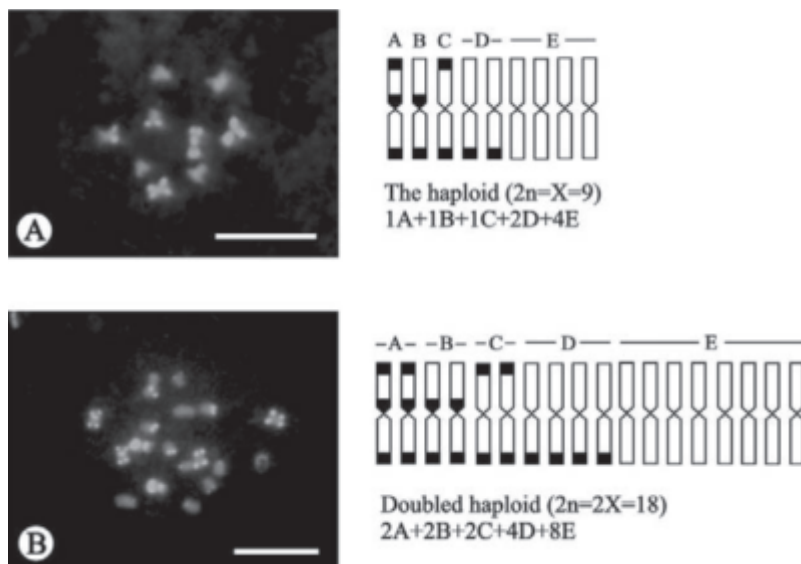 A B C -D- — E —
A
The haploid (2n=X=9)
1A+1B+1C+2D+4E
-A- -B- -C- — D — — E —
B
Doubled haploid (2n=2X=18)
2A+2B+2C+4D+8E